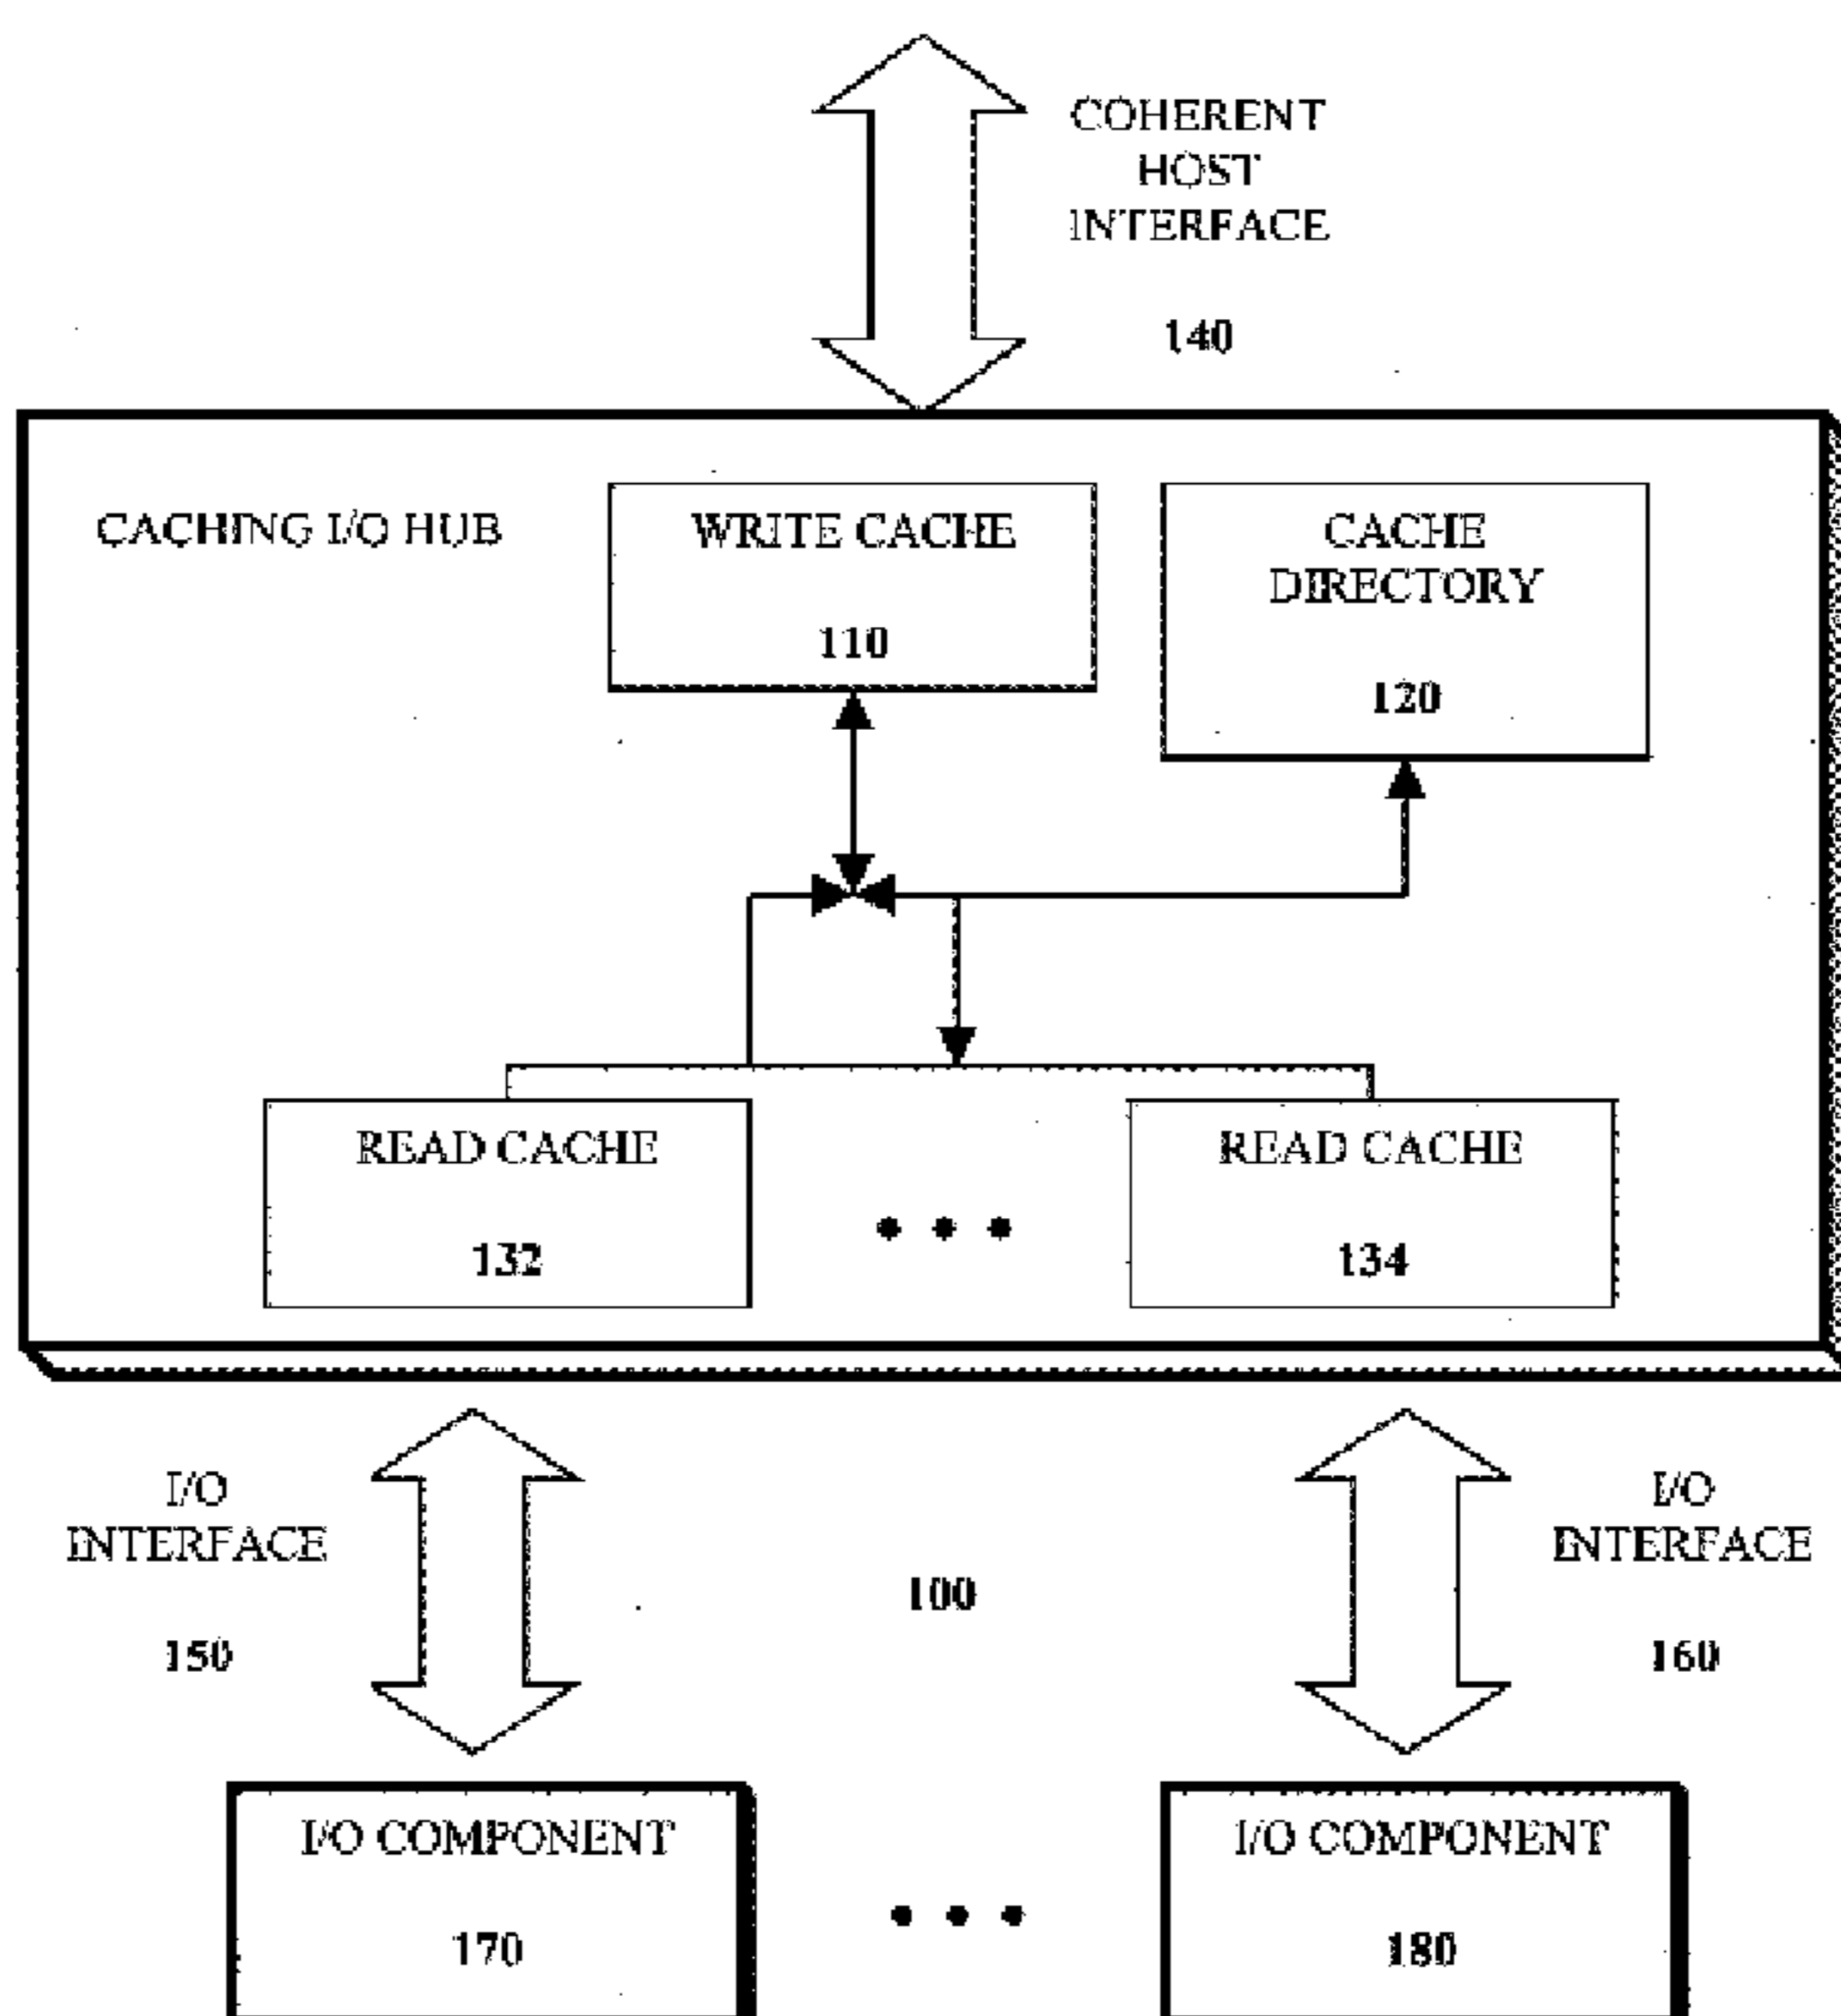 COHERENT
HOST
INTERFACE
140
CACHING I/O HUB
WRITE CACHE
110
CACHE
DIRECTORY
120
READ CACHE
132
READ CACHE
134
I/O
INTERFACE
150
100
I/O
INTERFACE
160
I/O COMPONENT
170
I/O COMPONENT
180